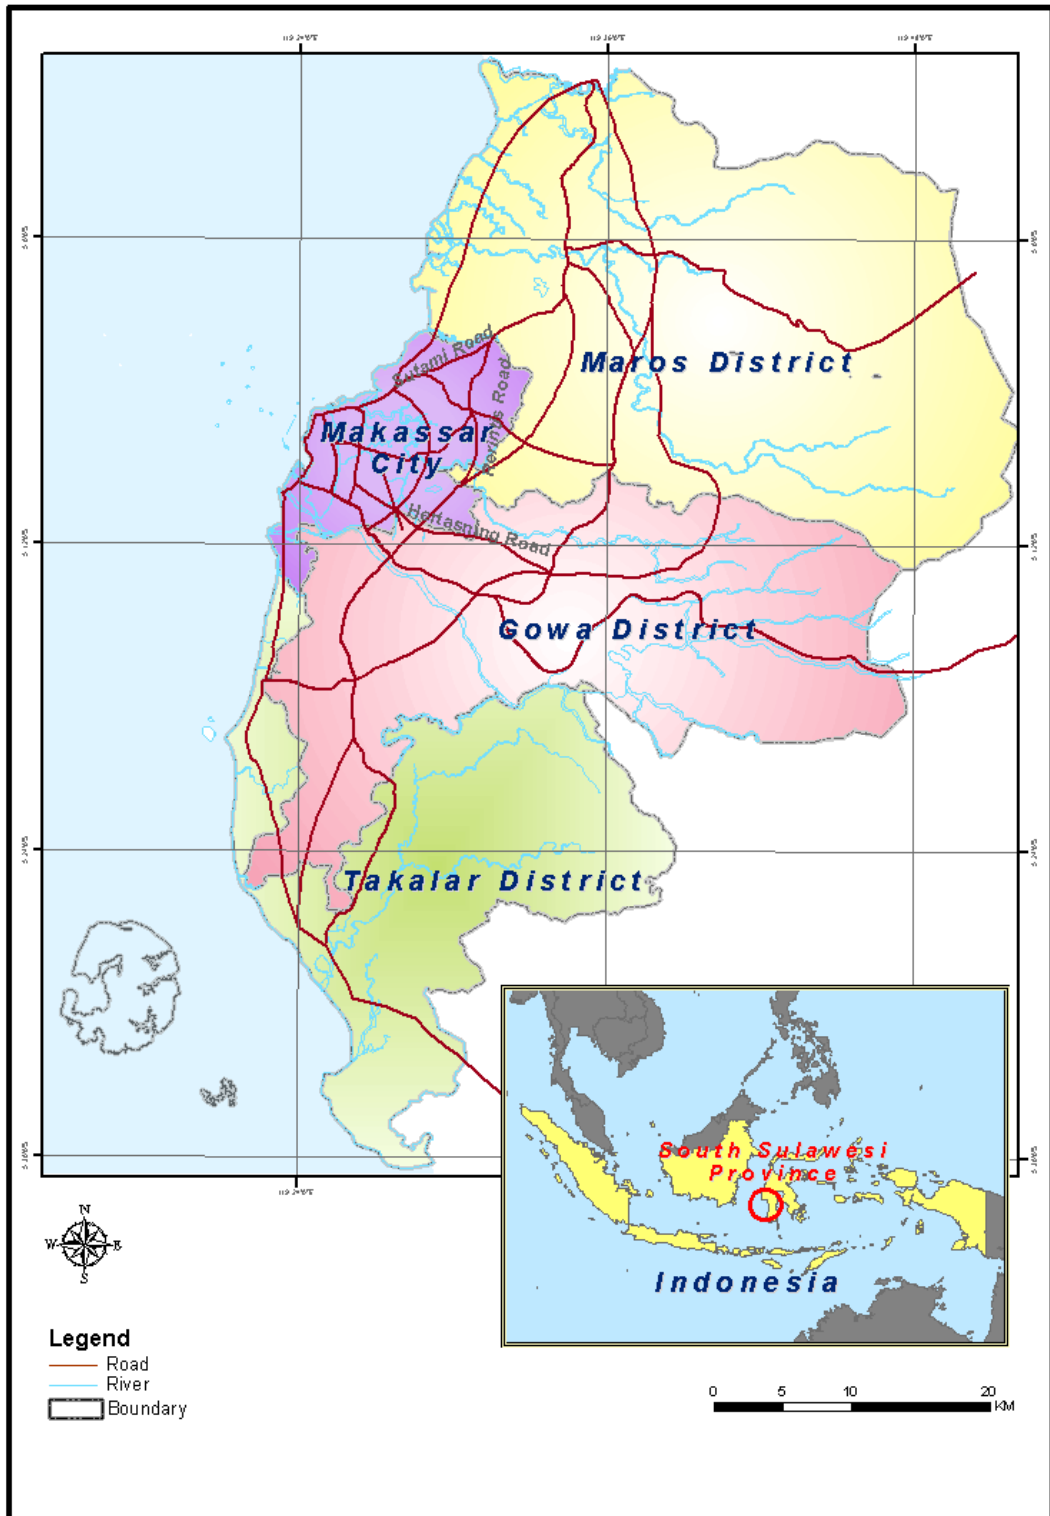 Sutami Road
Perintis Road
Maros District
Makassar
City
Hertasning Road
Gowa District
Takalar District
South Sulawesi
Province
Indonesia
N
W
E
S
Legend
Road
River
Boundary
0 5 10 20
KM